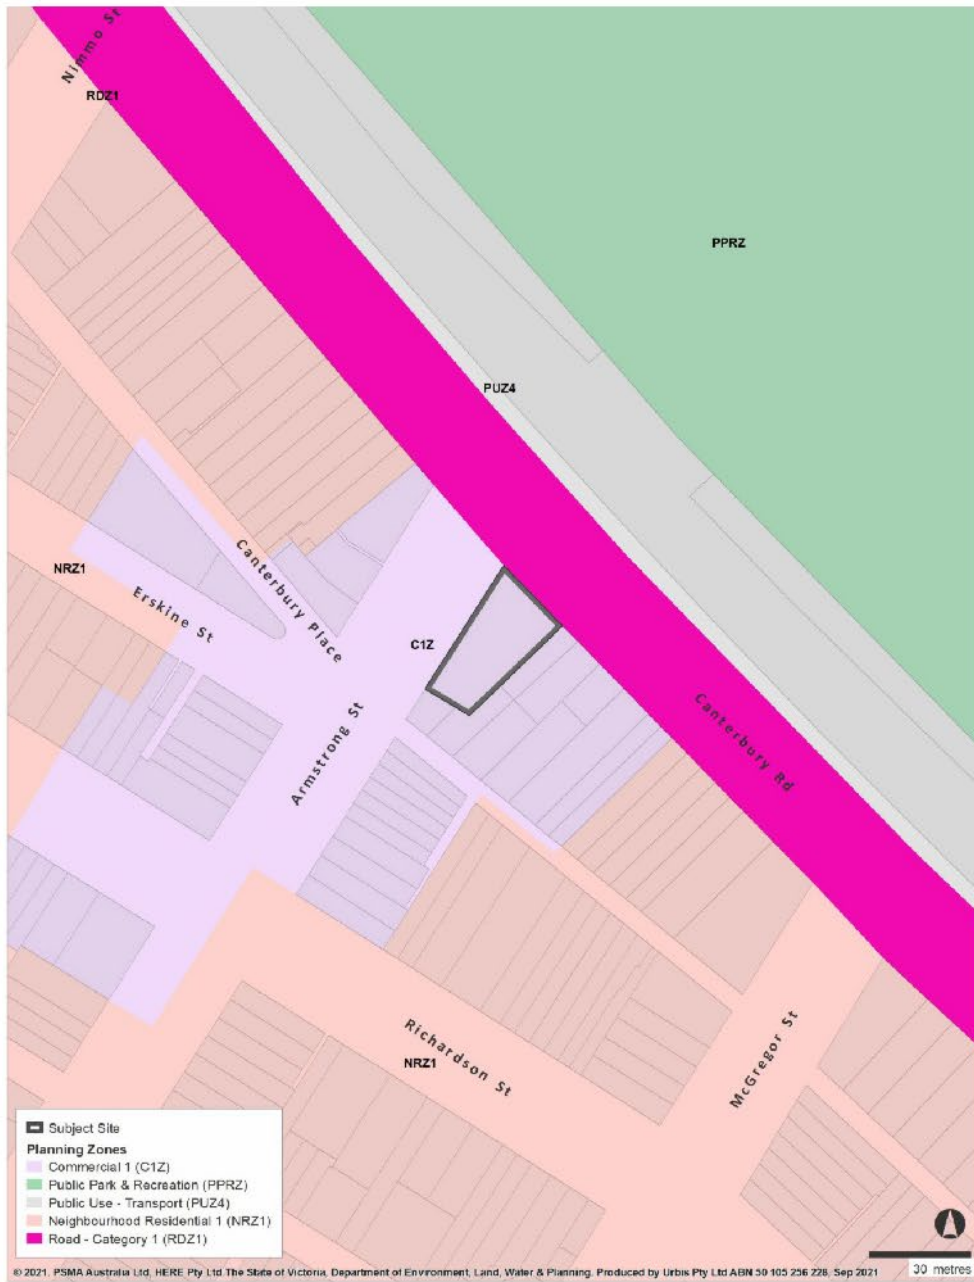 Nimmo St
RDZ1
PPRZ
PUZ4
NRZ1
Erskine St
Canterbury Place
C1Z
Armstrong St
Canterbury Rd
Richardson St
NRZ1
McGregor St
Subject Site
Planning Zones
Commercial 1 (C1Z)
Public Park & Recreation (PPRZ)
Public Use - Transport (PUZ4)
Neighbourhood Residential 1 (NRZ1)
Road - Category 1 (RDZ1)
30 metres
© 2021. PSMA Australia Ltd, HERE Pty Ltd. The State of Victoria, Department of Environment, Land, Water & Planning. Produced by Urbis Pty Ltd ABN 50 105 256 228, Sep 2021